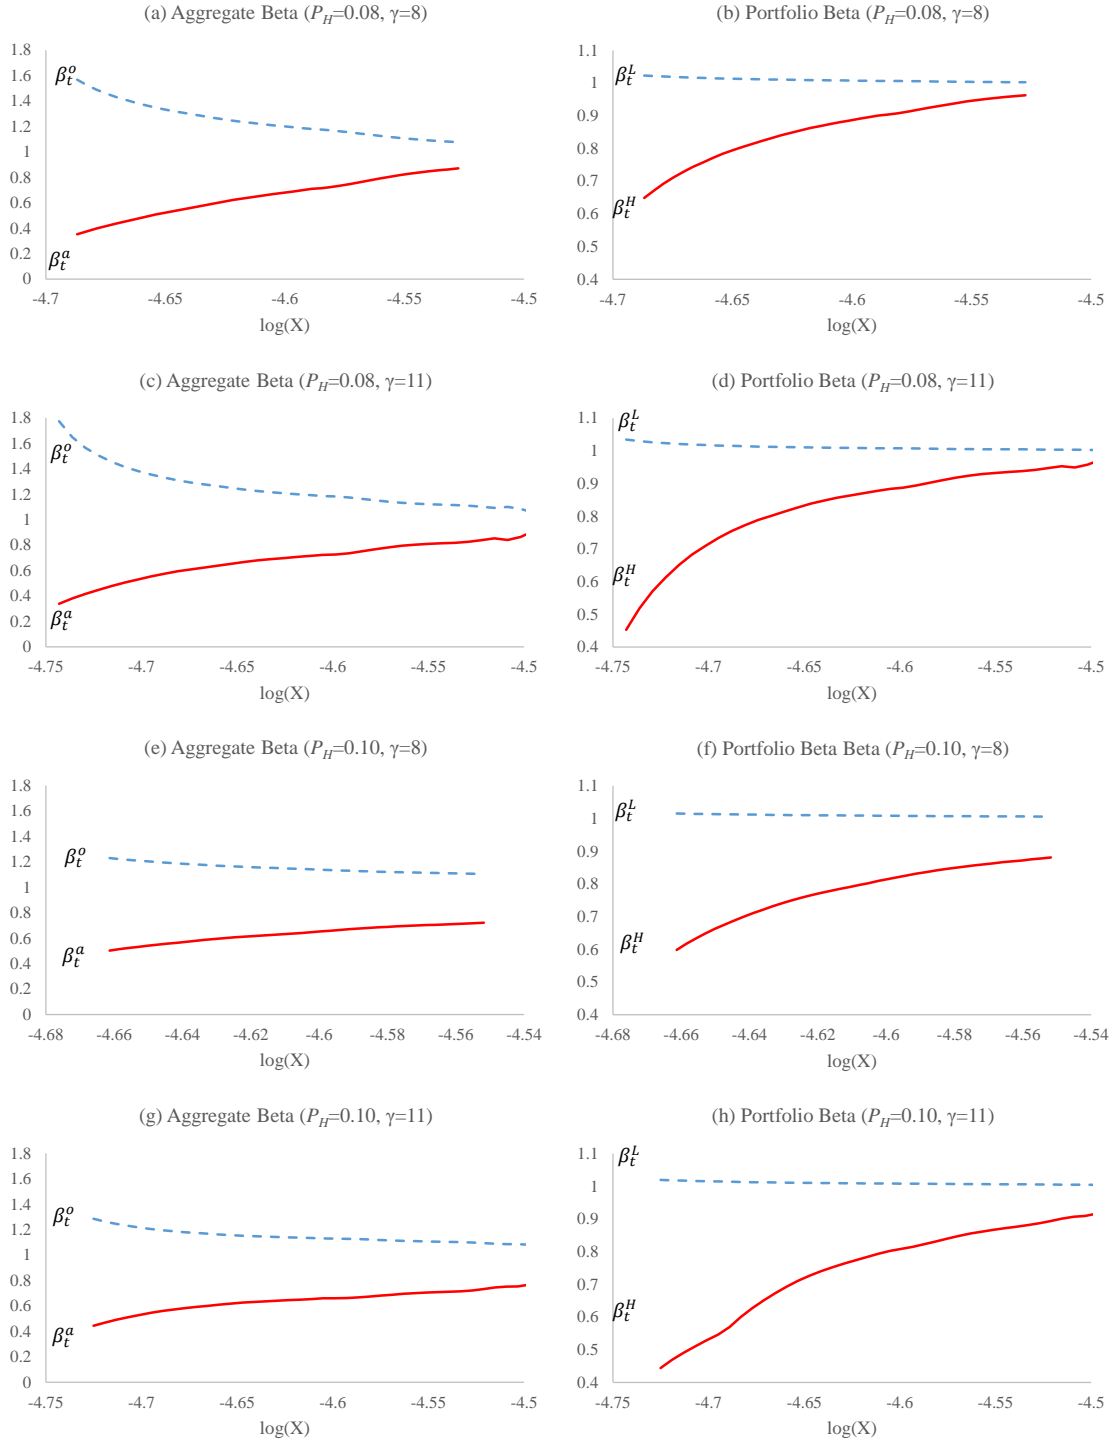 (a) Aggregate Beta (P_H=0.08, γ=8)
1.8
1.6
1.4
1.2
1
0.8
0.6
0.4
0.2
0
β_t^o
β_t^a
-4.7 -4.65 -4.6 -4.55 -4.5
log(X)
(b) Portfolio Beta (P_H=0.08, γ=8)
1.1
1
0.9
0.8
0.7
0.6
0.5
0.4
β_t^L
β_t^H
-4.7 -4.65 -4.6 -4.55 -4.5
log(X)
(c) Aggregate Beta (P_H=0.08, γ=11)
1.8
1.6
1.4
1.2
1
0.8
0.6
0.4
0.2
0
β_t^o
β_t^a
-4.75 -4.7 -4.65 -4.6 -4.55 -4.5
log(X)
(d) Portfolio Beta (P_H=0.08, γ=11)
1.1
1
0.9
0.8
0.7
0.6
0.5
0.4
β_t^L
β_t^H
-4.75 -4.7 -4.65 -4.6 -4.55 -4.5
log(X)
(e) Aggregate Beta (P_H=0.10, γ=8)
1.8
1.6
1.4
1.2
1
0.8
0.6
0.4
0.2
0
β_t^o
β_t^a
-4.68 -4.66 -4.64 -4.62 -4.6 -4.58 -4.56 -4.54
log(X)
(f) Portfolio Beta Beta (P_H=0.10, γ=8)
1.1
1
0.9
0.8
0.7
0.6
0.5
0.4
β_t^L
β_t^H
-4.68 -4.66 -4.64 -4.62 -4.6 -4.58 -4.56 -4.54
log(X)
(g) Aggregate Beta (P_H=0.10, γ=11)
1.8
1.6
1.4
1.2
1
0.8
0.6
0.4
0.2
0
β_t^o
β_t^a
-4.75 -4.7 -4.65 -4.6 -4.55 -4.5
log(X)
(h) Portfolio Beta (P_H=0.10, γ=11)
1.1
1
0.9
0.8
0.7
0.6
0.5
0.4
β_t^L
β_t^H
-4.75 -4.7 -4.65 -4.6 -4.55 -4.5
log(X)